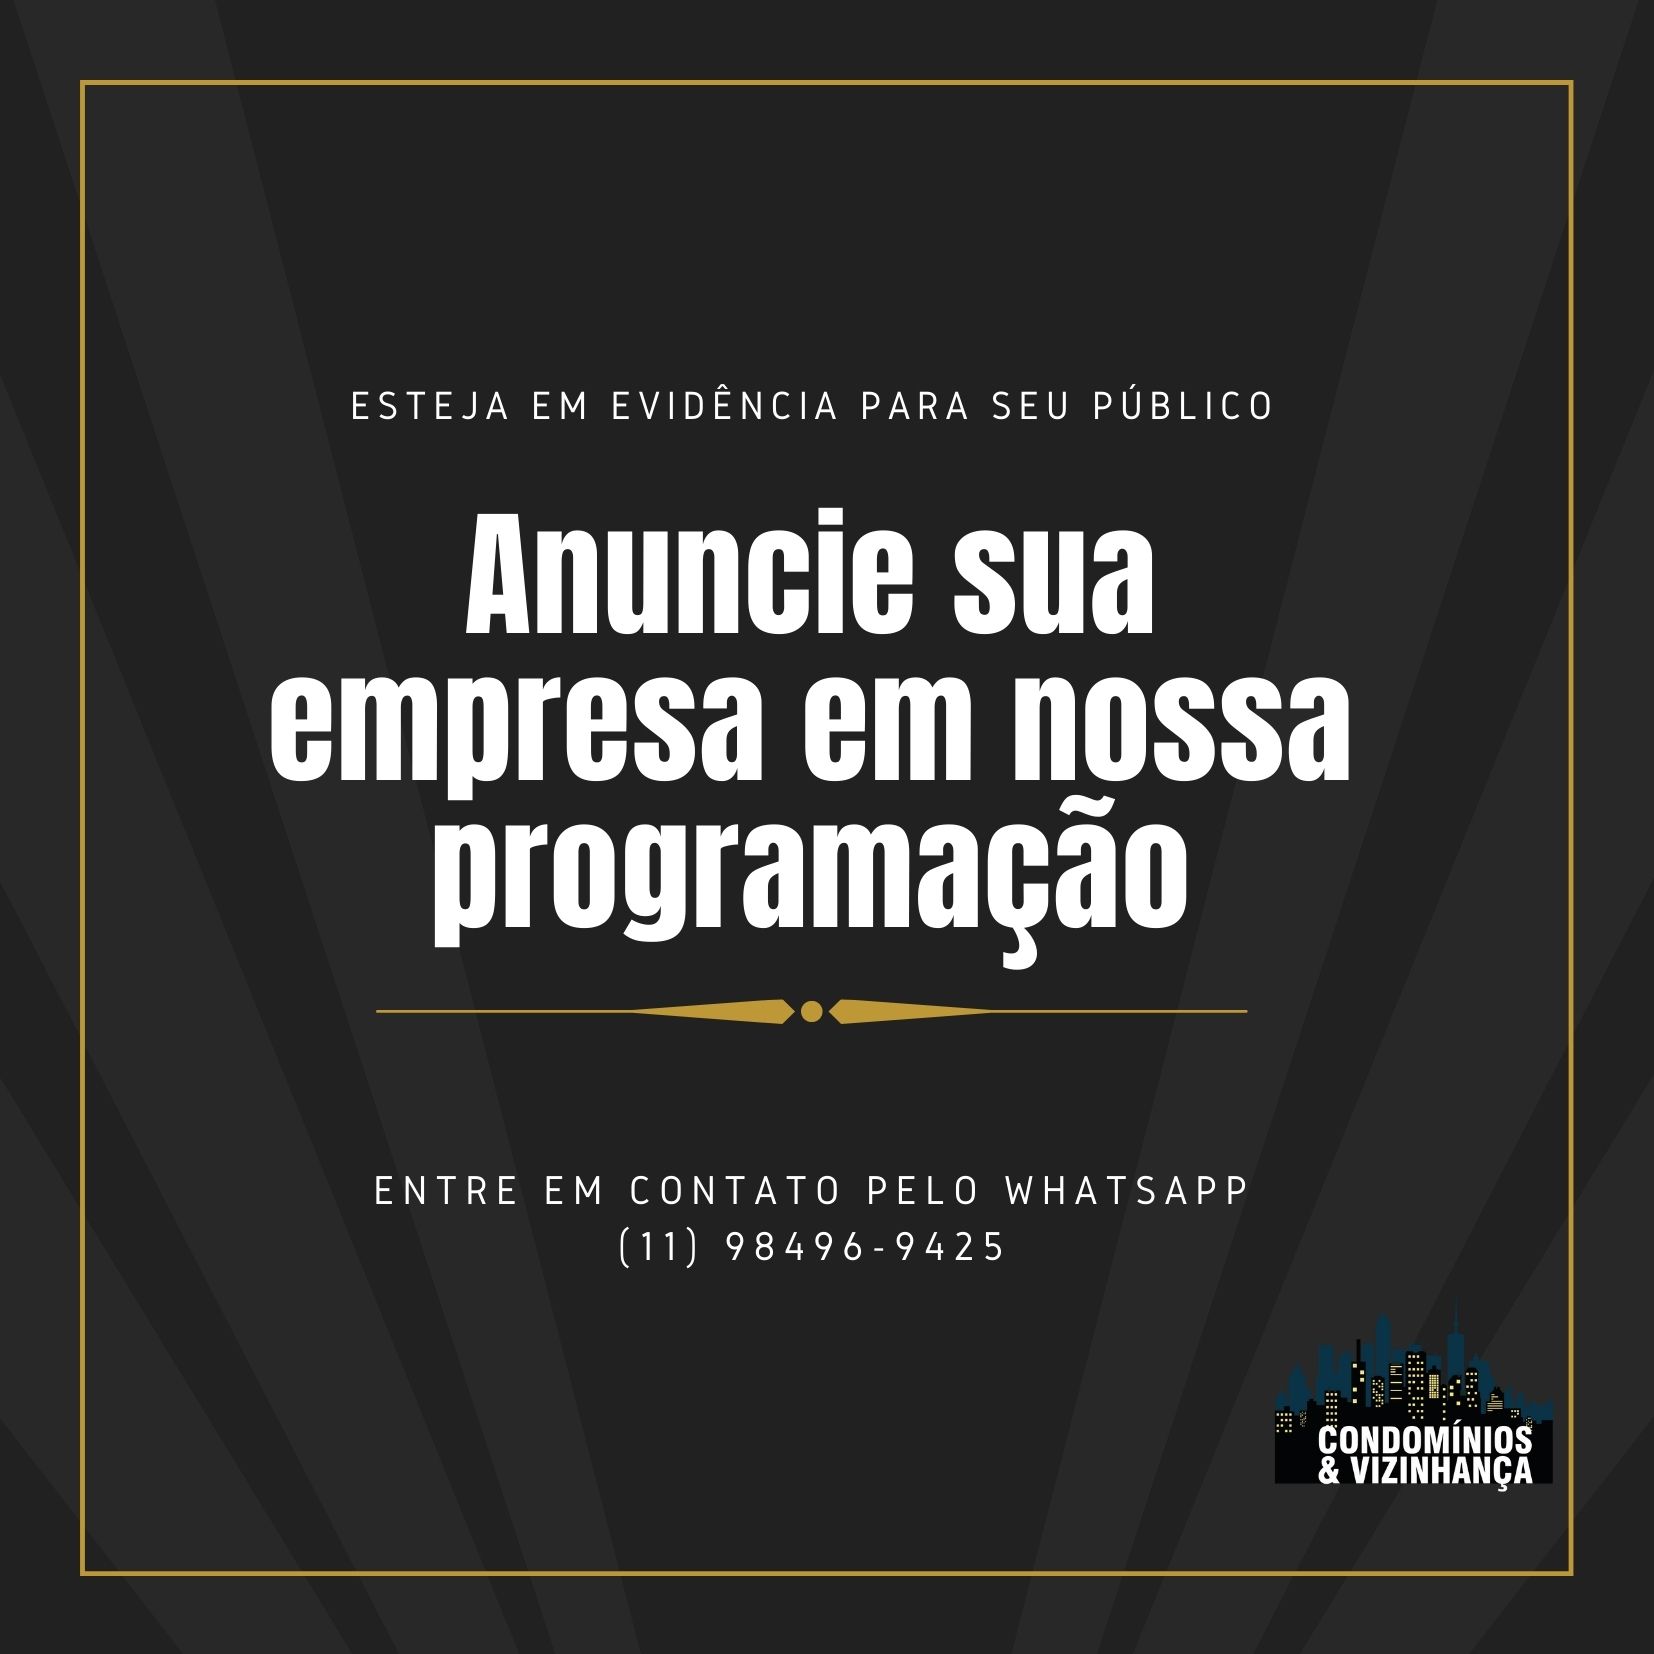 ESTEJA EM EVIDÊNCIA PARA SEU PÚBLICO
Anuncie sua
empresa em nossa
programação
ENTRE EM CONTATO PELO WHATSAPP
(11) 98496-9425
CONDOMÍNIOS
& VIZINHANÇA